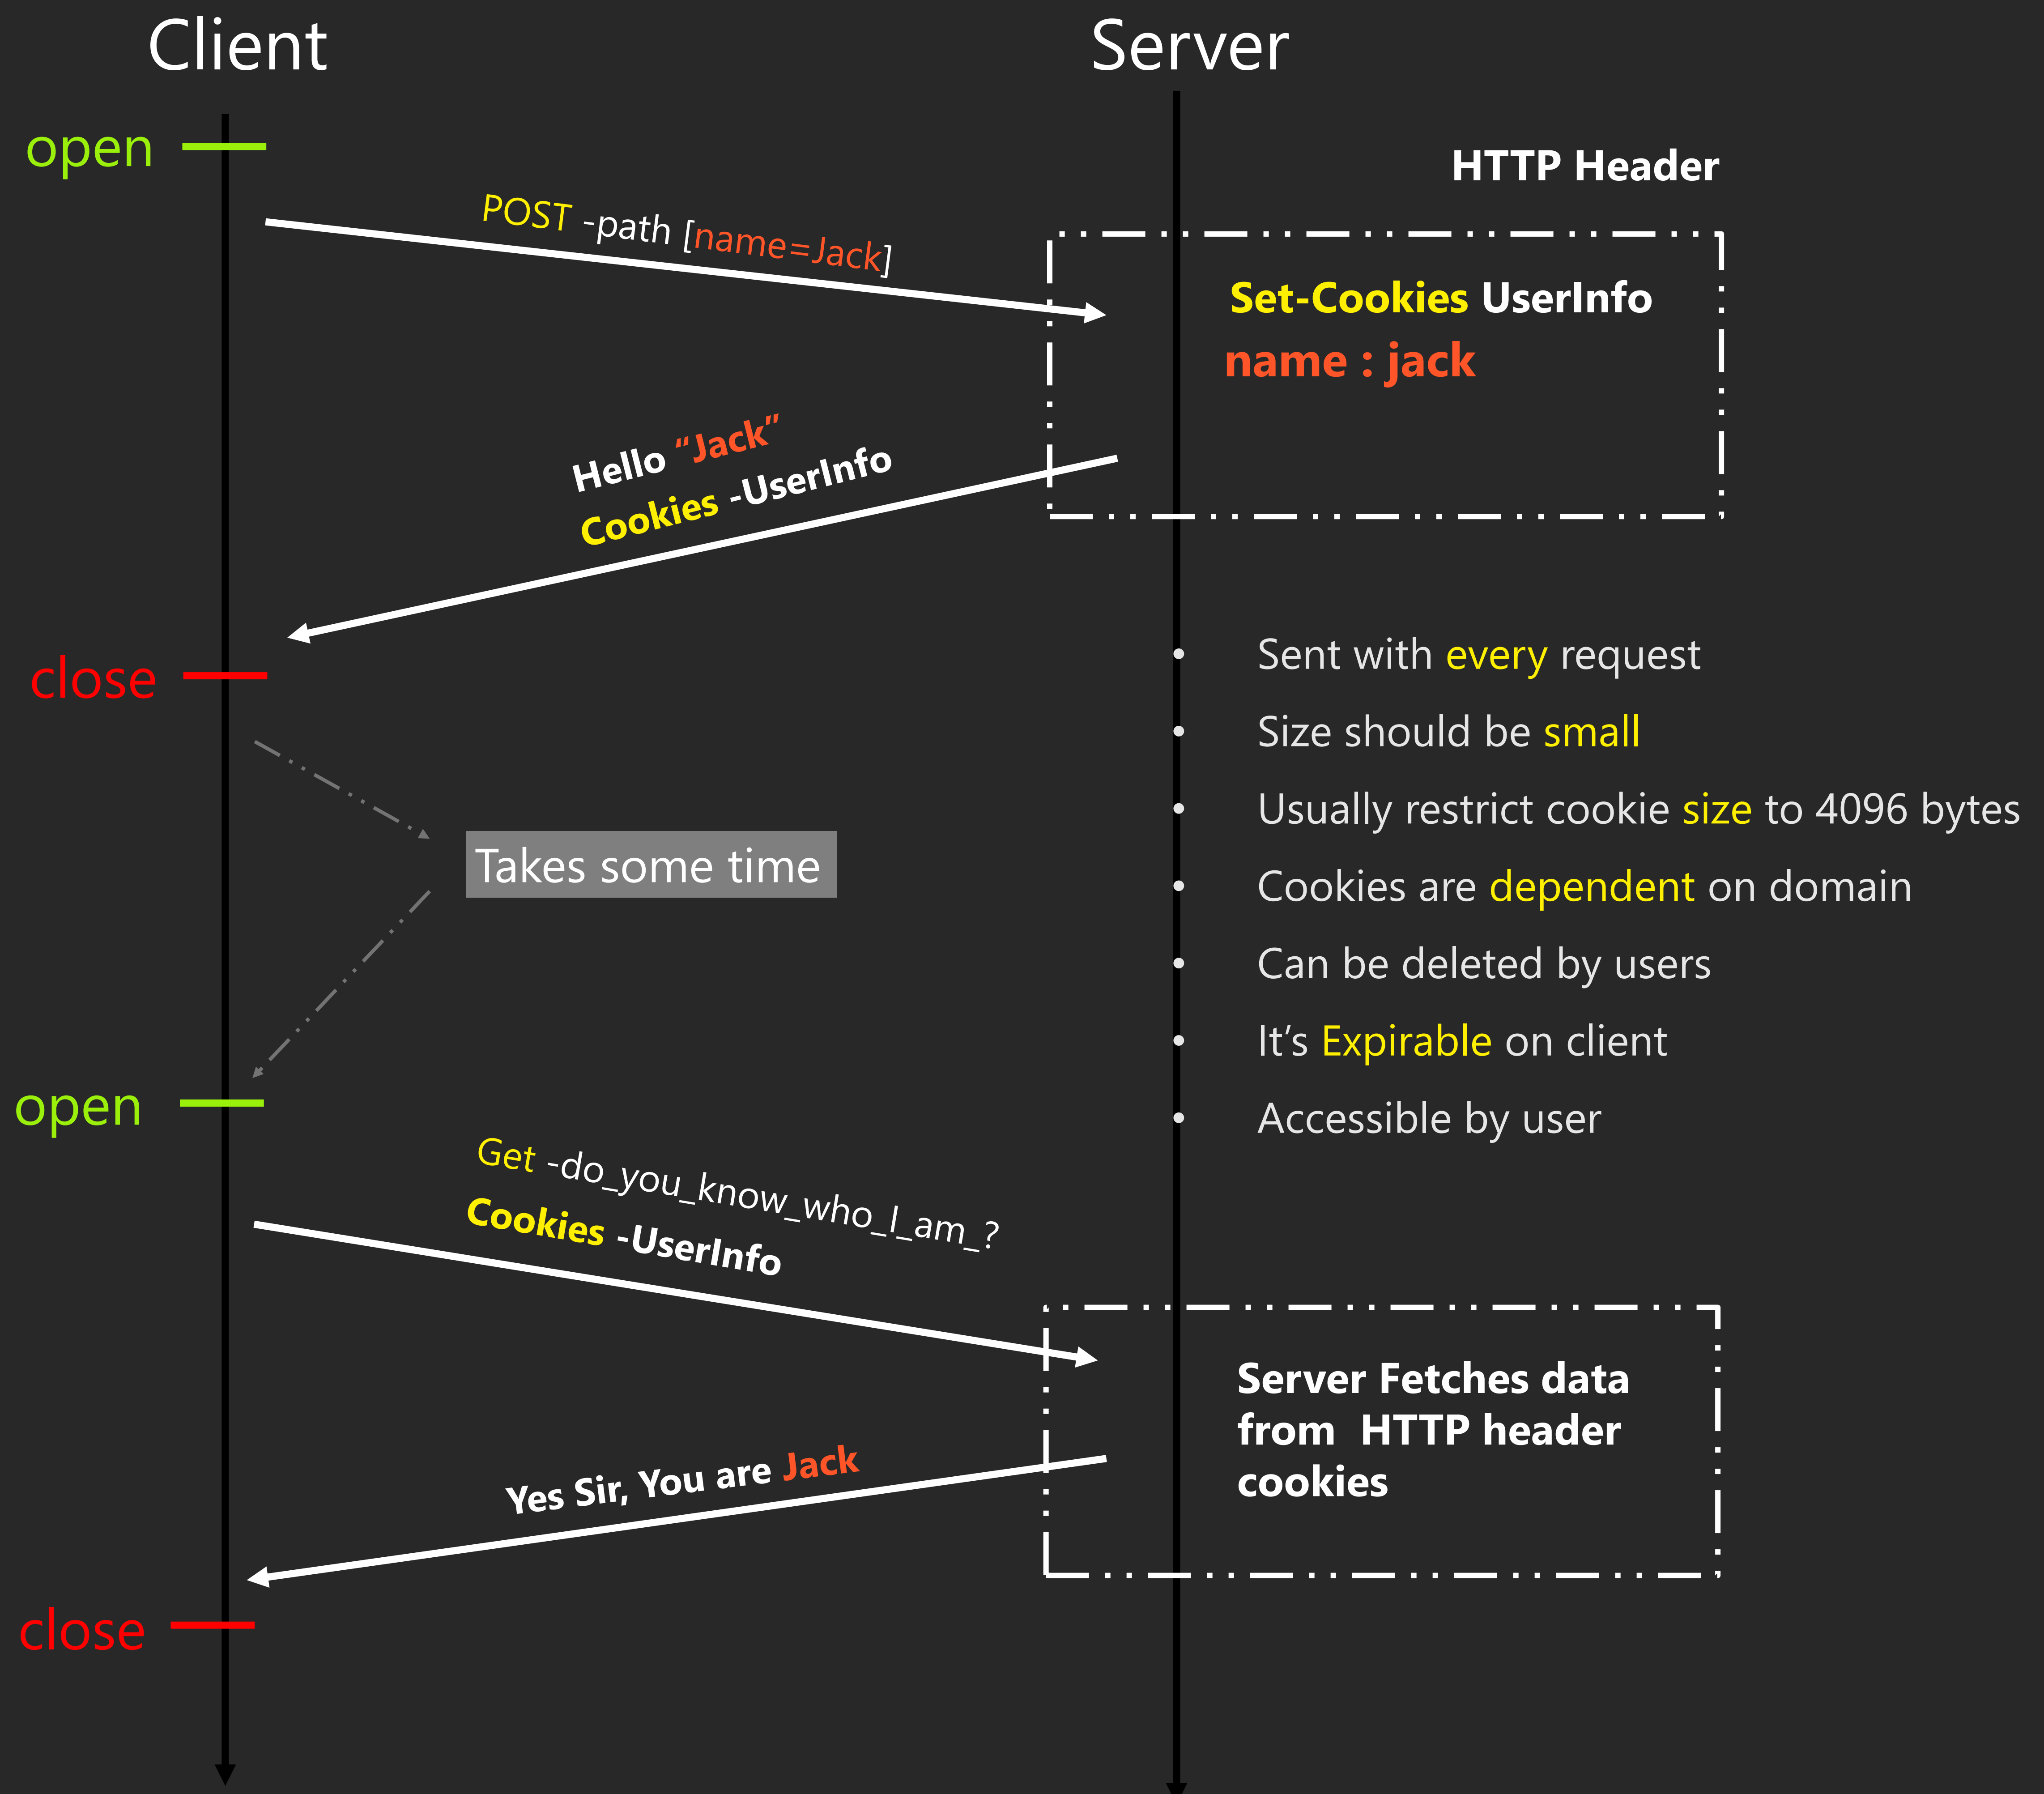 Client
Server
open
HTTP Header
POST -path [name=Jack]
Set-Cookies UserInfo
name : jack
Hello “Jack”
Cookies -UserInfo
close
Sent with every request
Size should be small
Usually restrict cookie size to 4096 bytes
Takes some time
Cookies are dependent on domain
Can be deleted by users
It’s Expirable on client
Accessible by user
open
Get -do_you_know_who_I_am_?
Cookies -UserInfo
Server Fetches data
from  HTTP header
cookies
Yes Sir, You are Jack
close